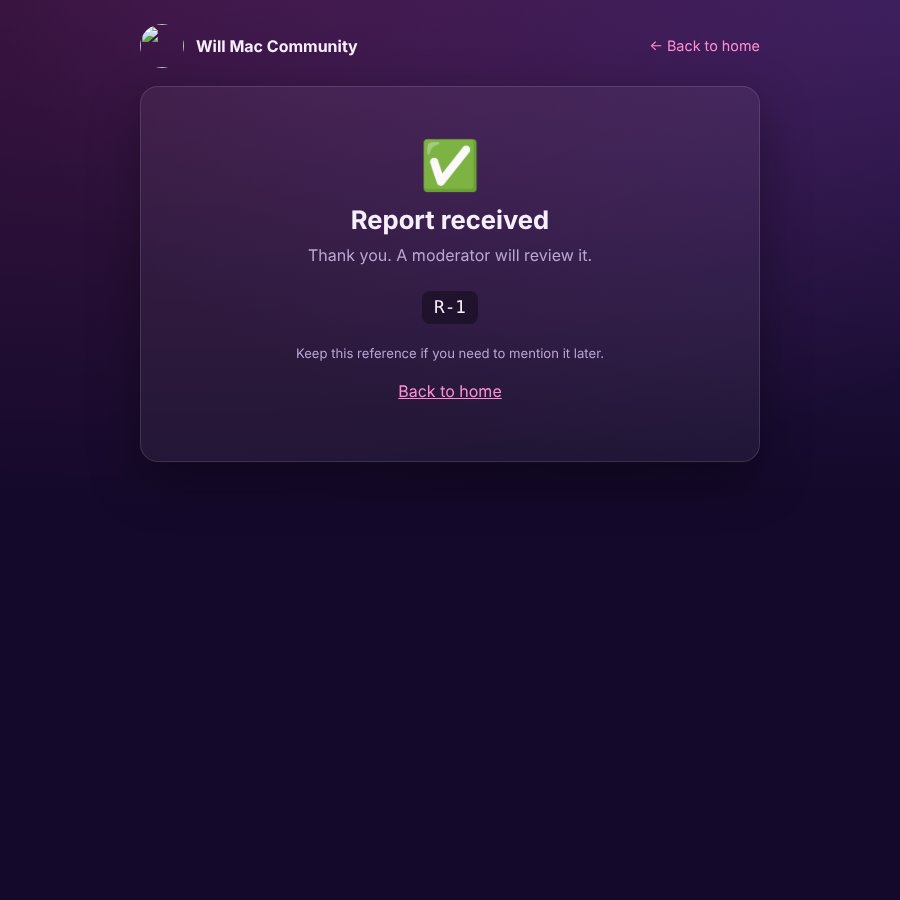 Will Mac Community
← Back to home
Report received
Thank you. A moderator will review it.
R-1
Keep this reference if you need to mention it later.
Back to home